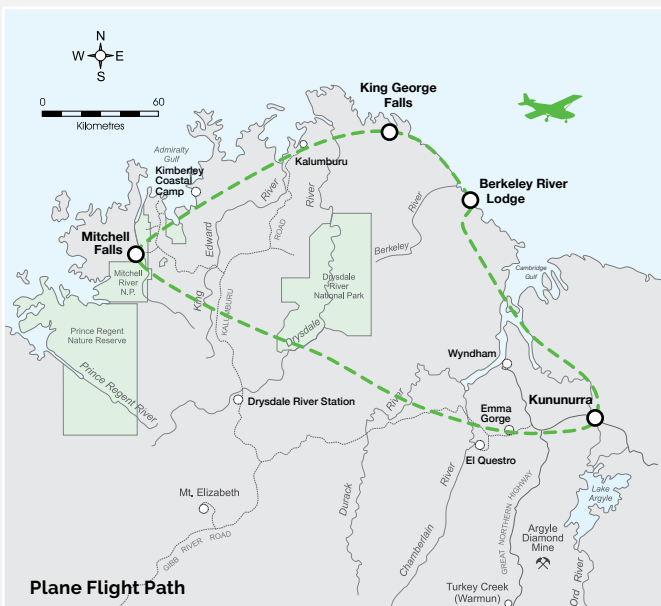 N
W E
S
0 60
Kilometres
King George
Falls
Admiralty
Gulf
Kimberley
Coastal
Camp
Kalumburu
River
River
ROAD
Berkeley River
Lodge
River
Berkeley
Mitchell
Falls
Edward
King
KALUMBURU
Mitchell
River
N.P.
Drysdale
River
National Park
Drysdale
Cambridge
Gulf
Prince Regent
Nature Reserve
Prince Regent River
Wyndham
Kununurra
Drysdale River Station
River
Durack
Emma
Gorge
El Questro
River
Chamberlain
GREAT NORTHERN HIGHWAY
Lake
Argyle
Mt. Elizabeth
GIBB RIVER ROAD
Argyle
Diamond
Mine
Ord River
Turkey Creek
(Warmun)
Plane Flight Path